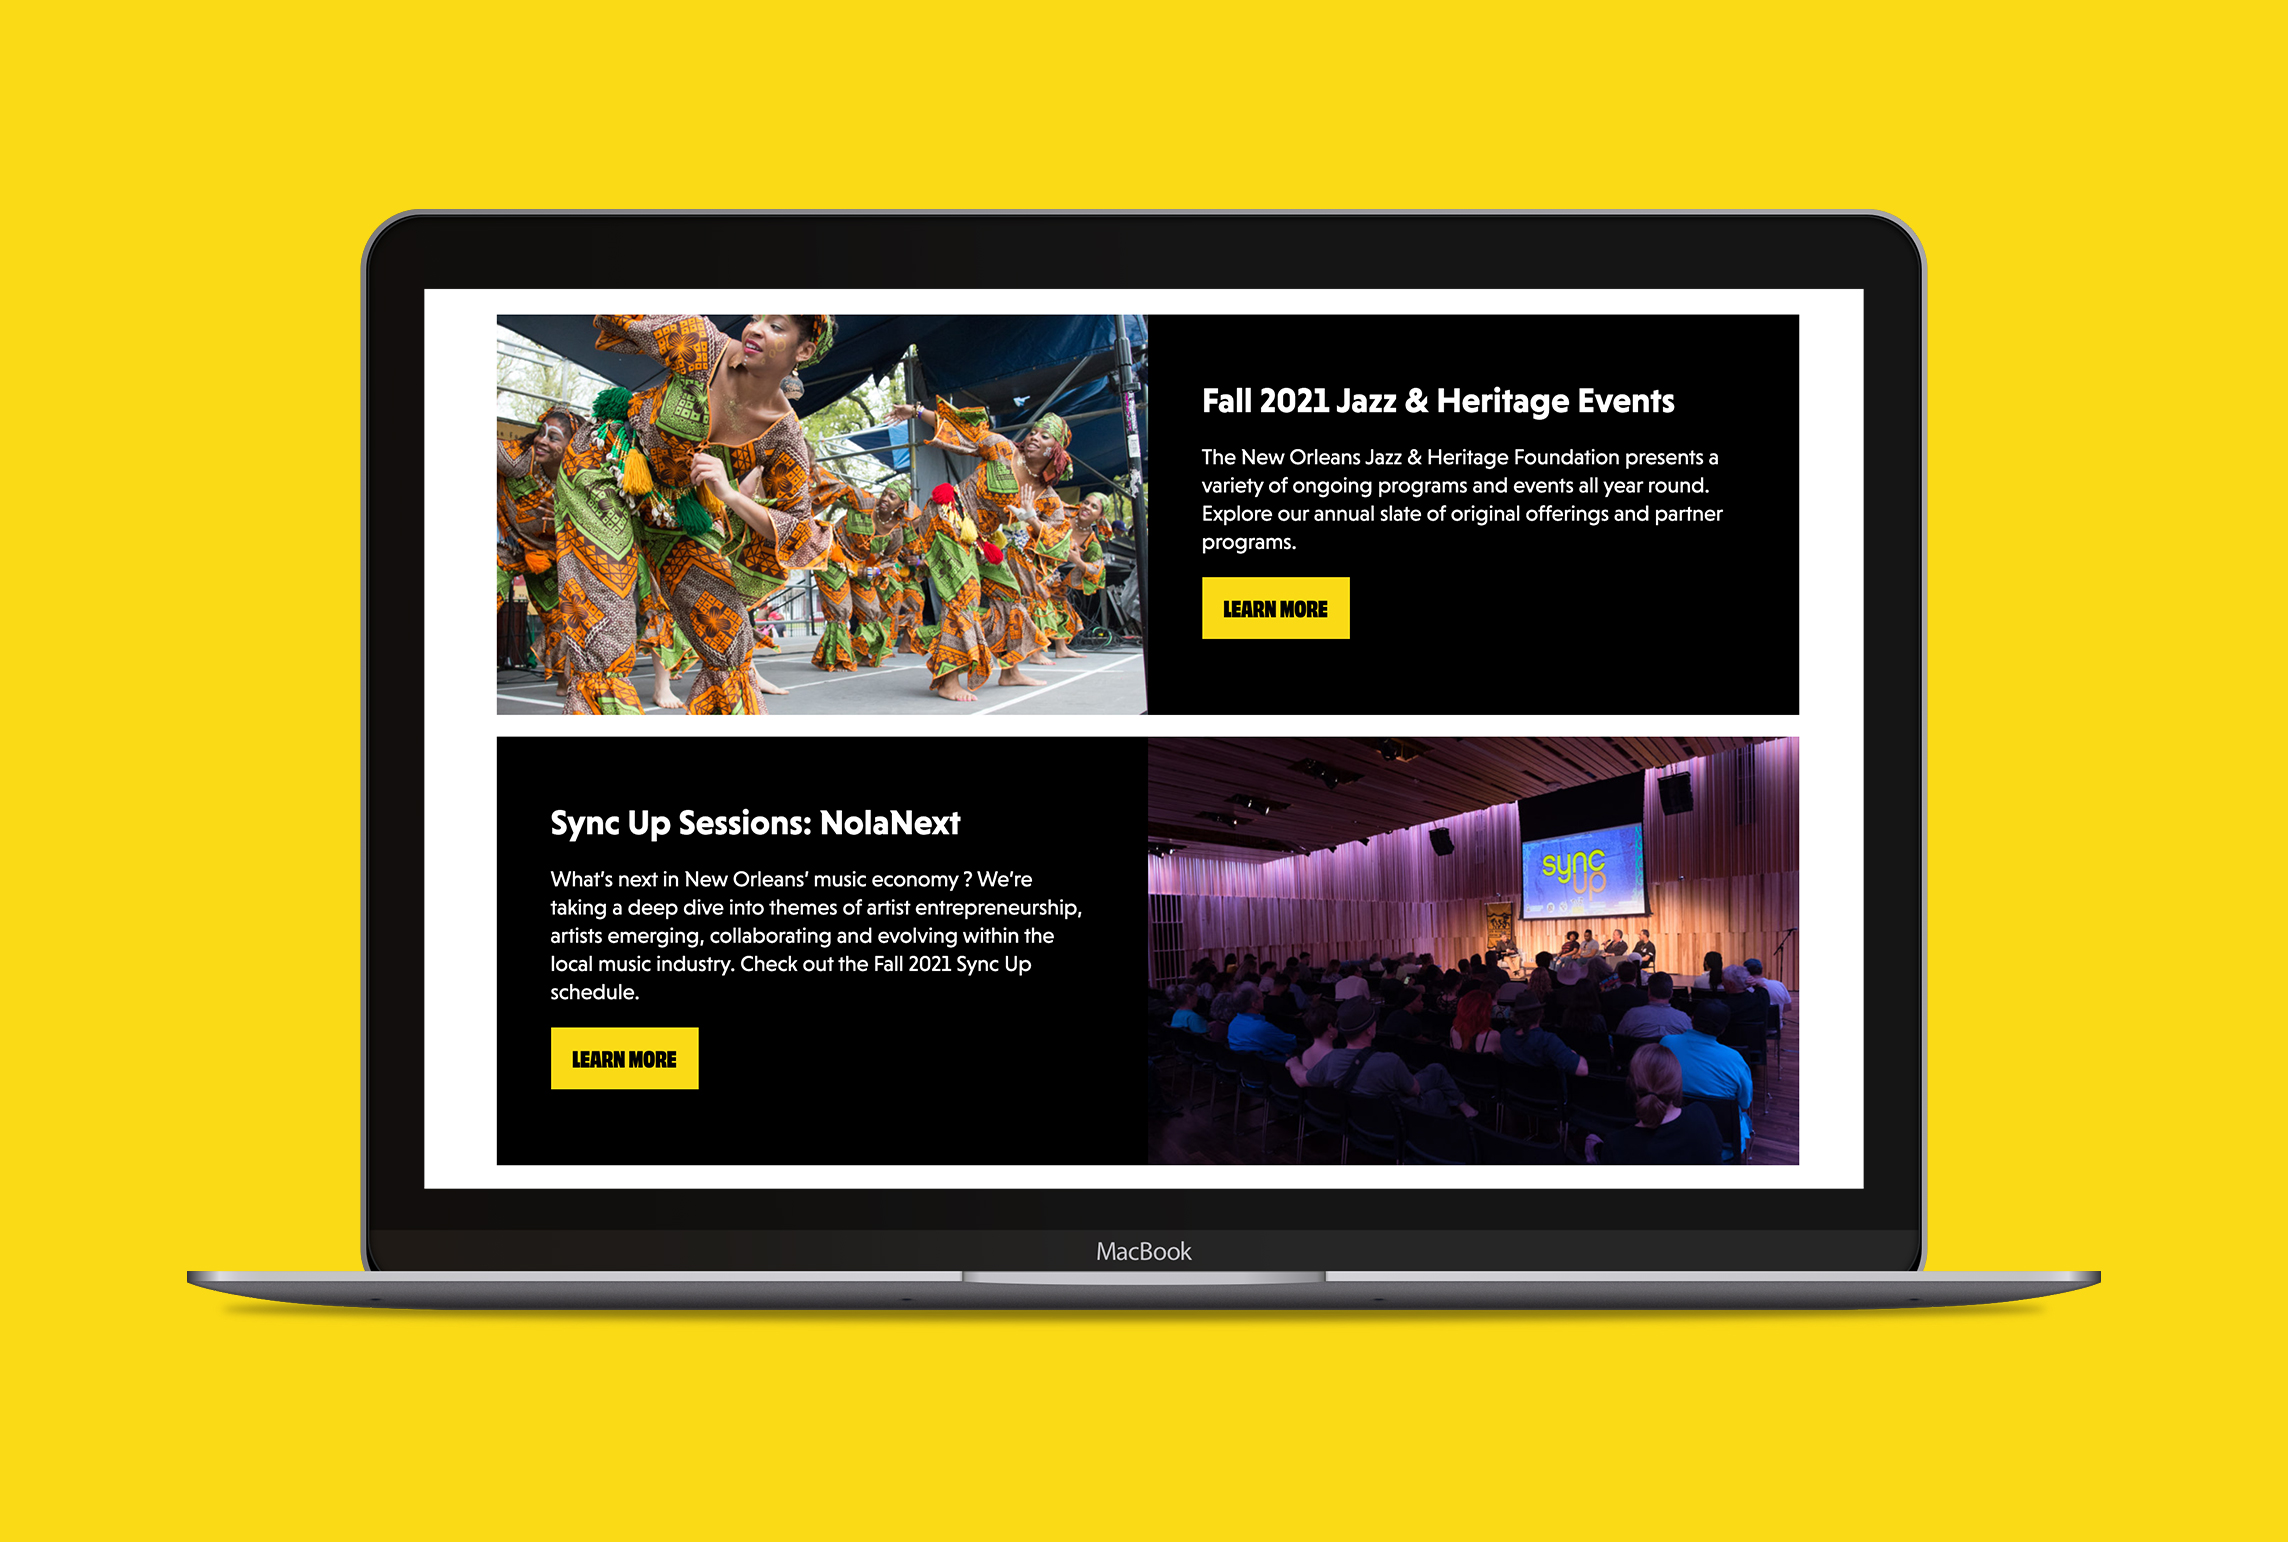 Fall 2021 Jazz & Heritage Events
The New Orleans Jazz & Heritage Foundation presents a
variety of ongoing programs and events all year round.
Explore our annual slate of original offerings and partner
programs.
LEARN MORE
Sync Up Sessions: NolaNext
What's next in New Orleans' music economy ? We're
taking a deep dive into themes of artist entrepreneurship,
artists emerging, collaborating and evolving within the
local music industry. Check out the Fall 2021 Sync Up
schedule.
LEARN MORE
sync
up
MacBook